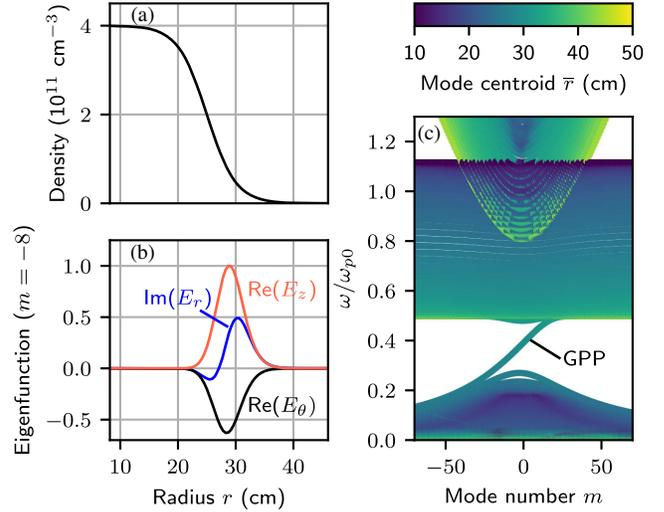 (a)
Density (10¹¹ cm⁻³)
4
2
0
(b)
Eigenfunction (m = −8)
1.0
0.5
0.0
−0.5
Im(E_r)
Re(E_z)
Re(E_θ)
10 20 30 40
Radius r (cm)
10 20 30 40 50
Mode centroid r̅ (cm)
(c)
ω/ω_{p0}
1.2
1.0
0.8
0.6
0.4
0.2
0.0
GPP
−50 0 50
Mode number m